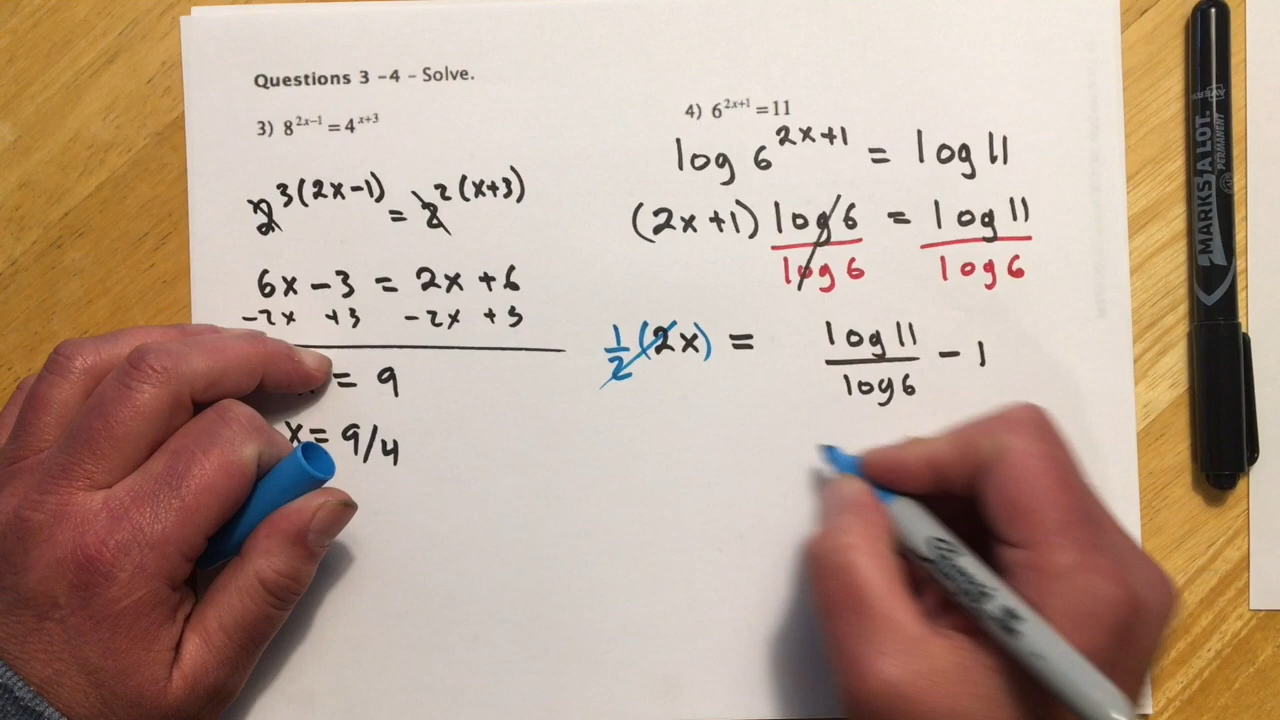 Questions 3 -4 - Solve.
3) 8^{2x-1} = 4^{x+3}
2^{3(2x-1)} = 2^{2(x+3)}
6x - 3 = 2x + 6
-2x +3 -2x +3
= 9
x = 9/4
4) 6^{2x+1} = 11
log 6^{2x+1} = log 11
(2x+1) log 6 = log 11
log 6 log 6
1/2 (2x) = log 11 / log 6 - 1
MARKS A LOT.
PERMANENT